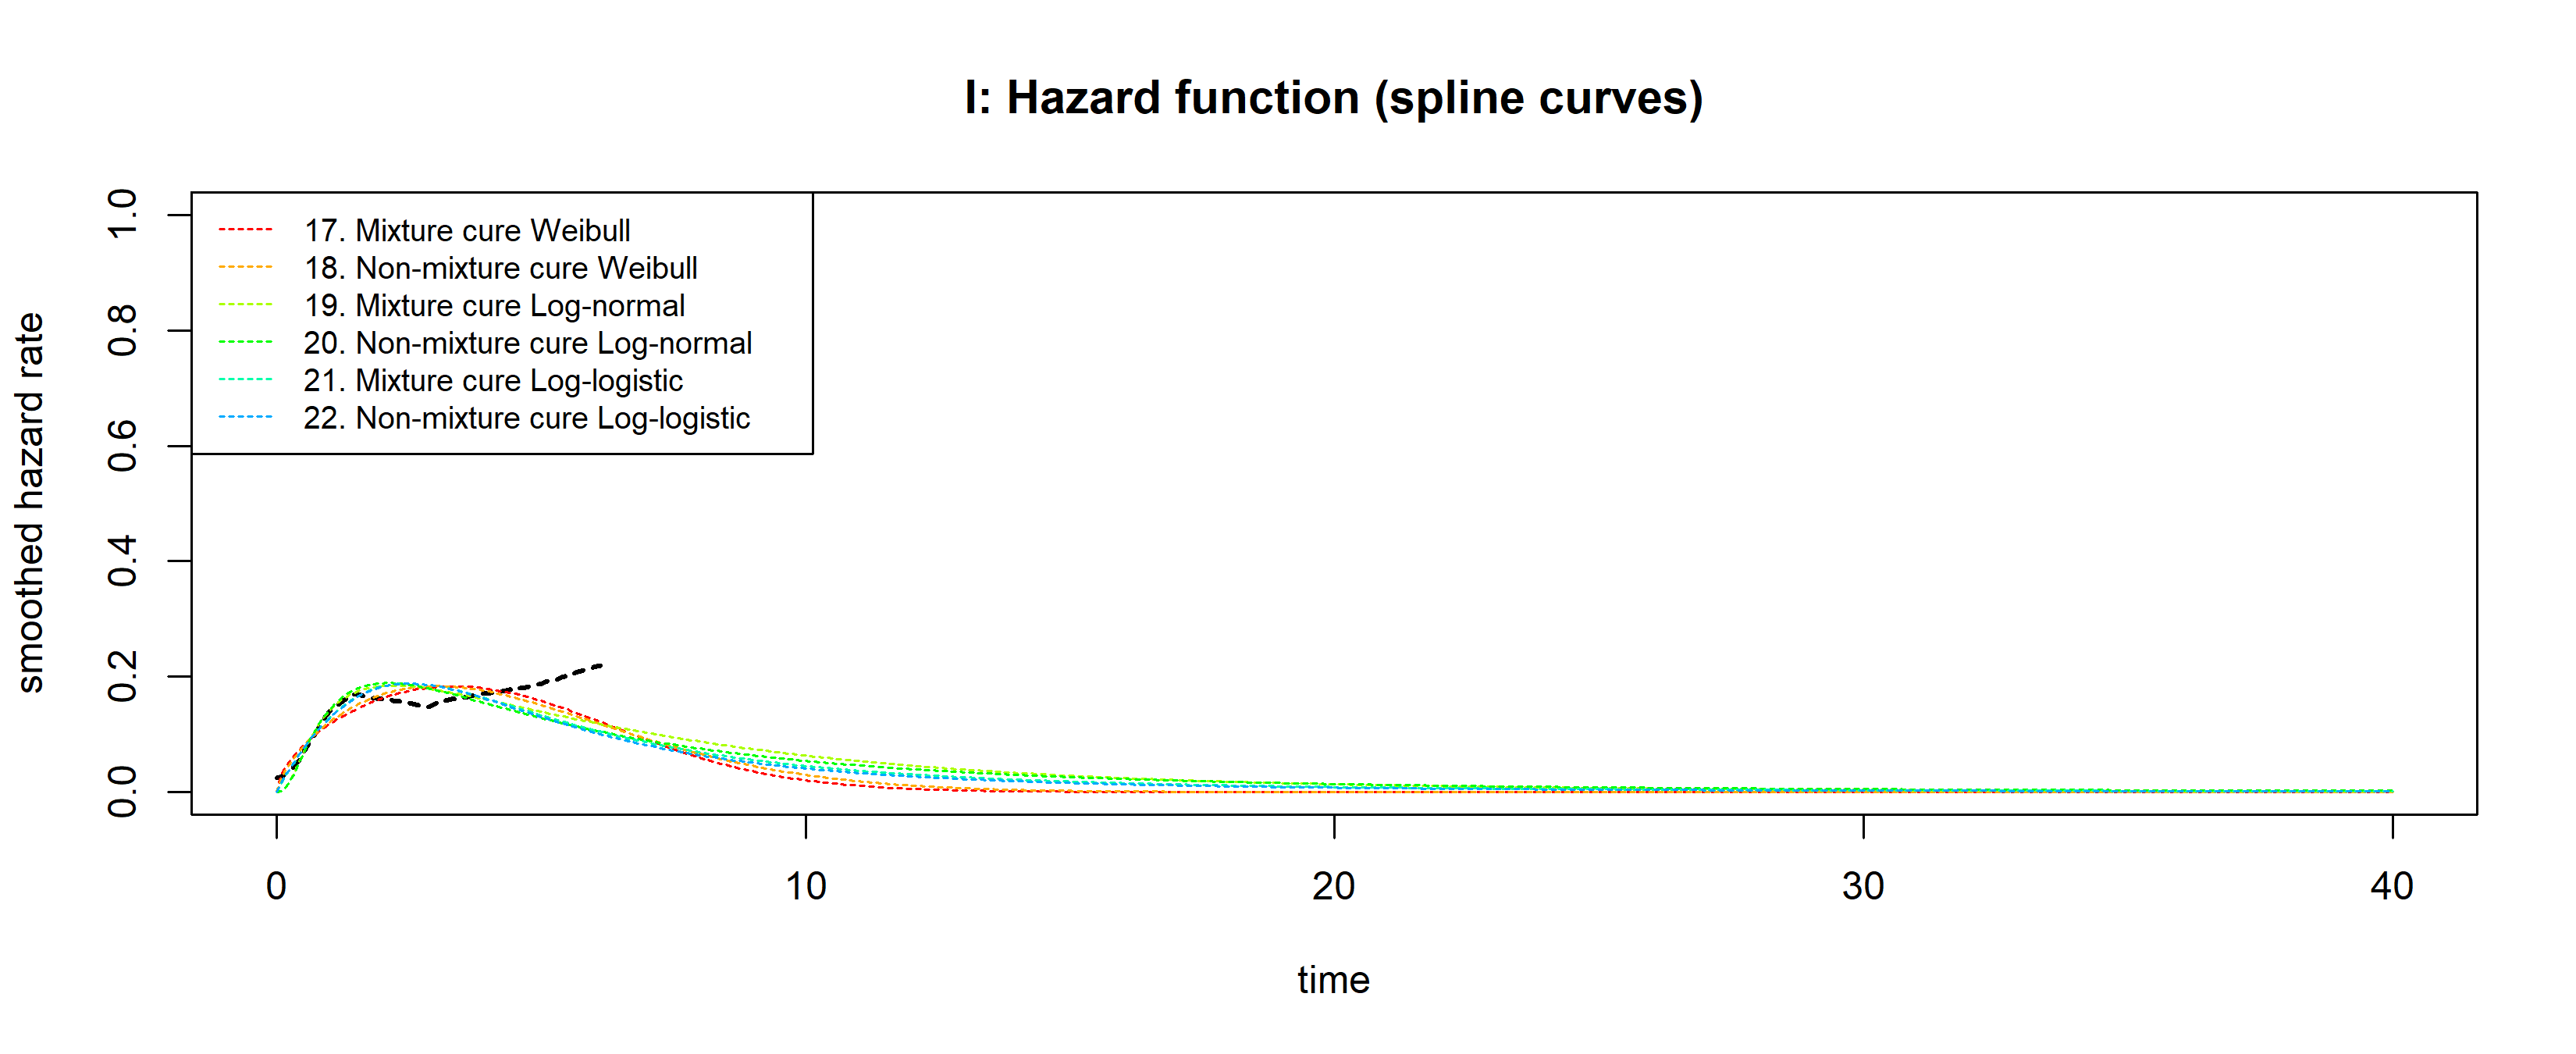 I: Hazard function (spline curves)
17. Mixture cure Weibull
18. Non-mixture cure Weibull
19. Mixture cure Log-normal
20. Non-mixture cure Log-normal
21. Mixture cure Log-logistic
22. Non-mixture cure Log-logistic
smoothed hazard rate
1.0
0.8
0.6
0.4
0.2
0.0
0 10 20 30 40
time